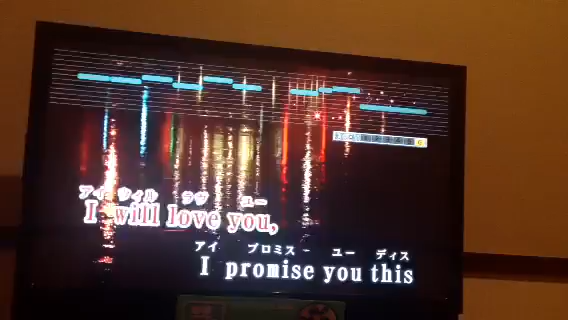 アイ ウィル ラヴ ユー
I will love you,
アイ プロミス ユー ディス
I promise you this